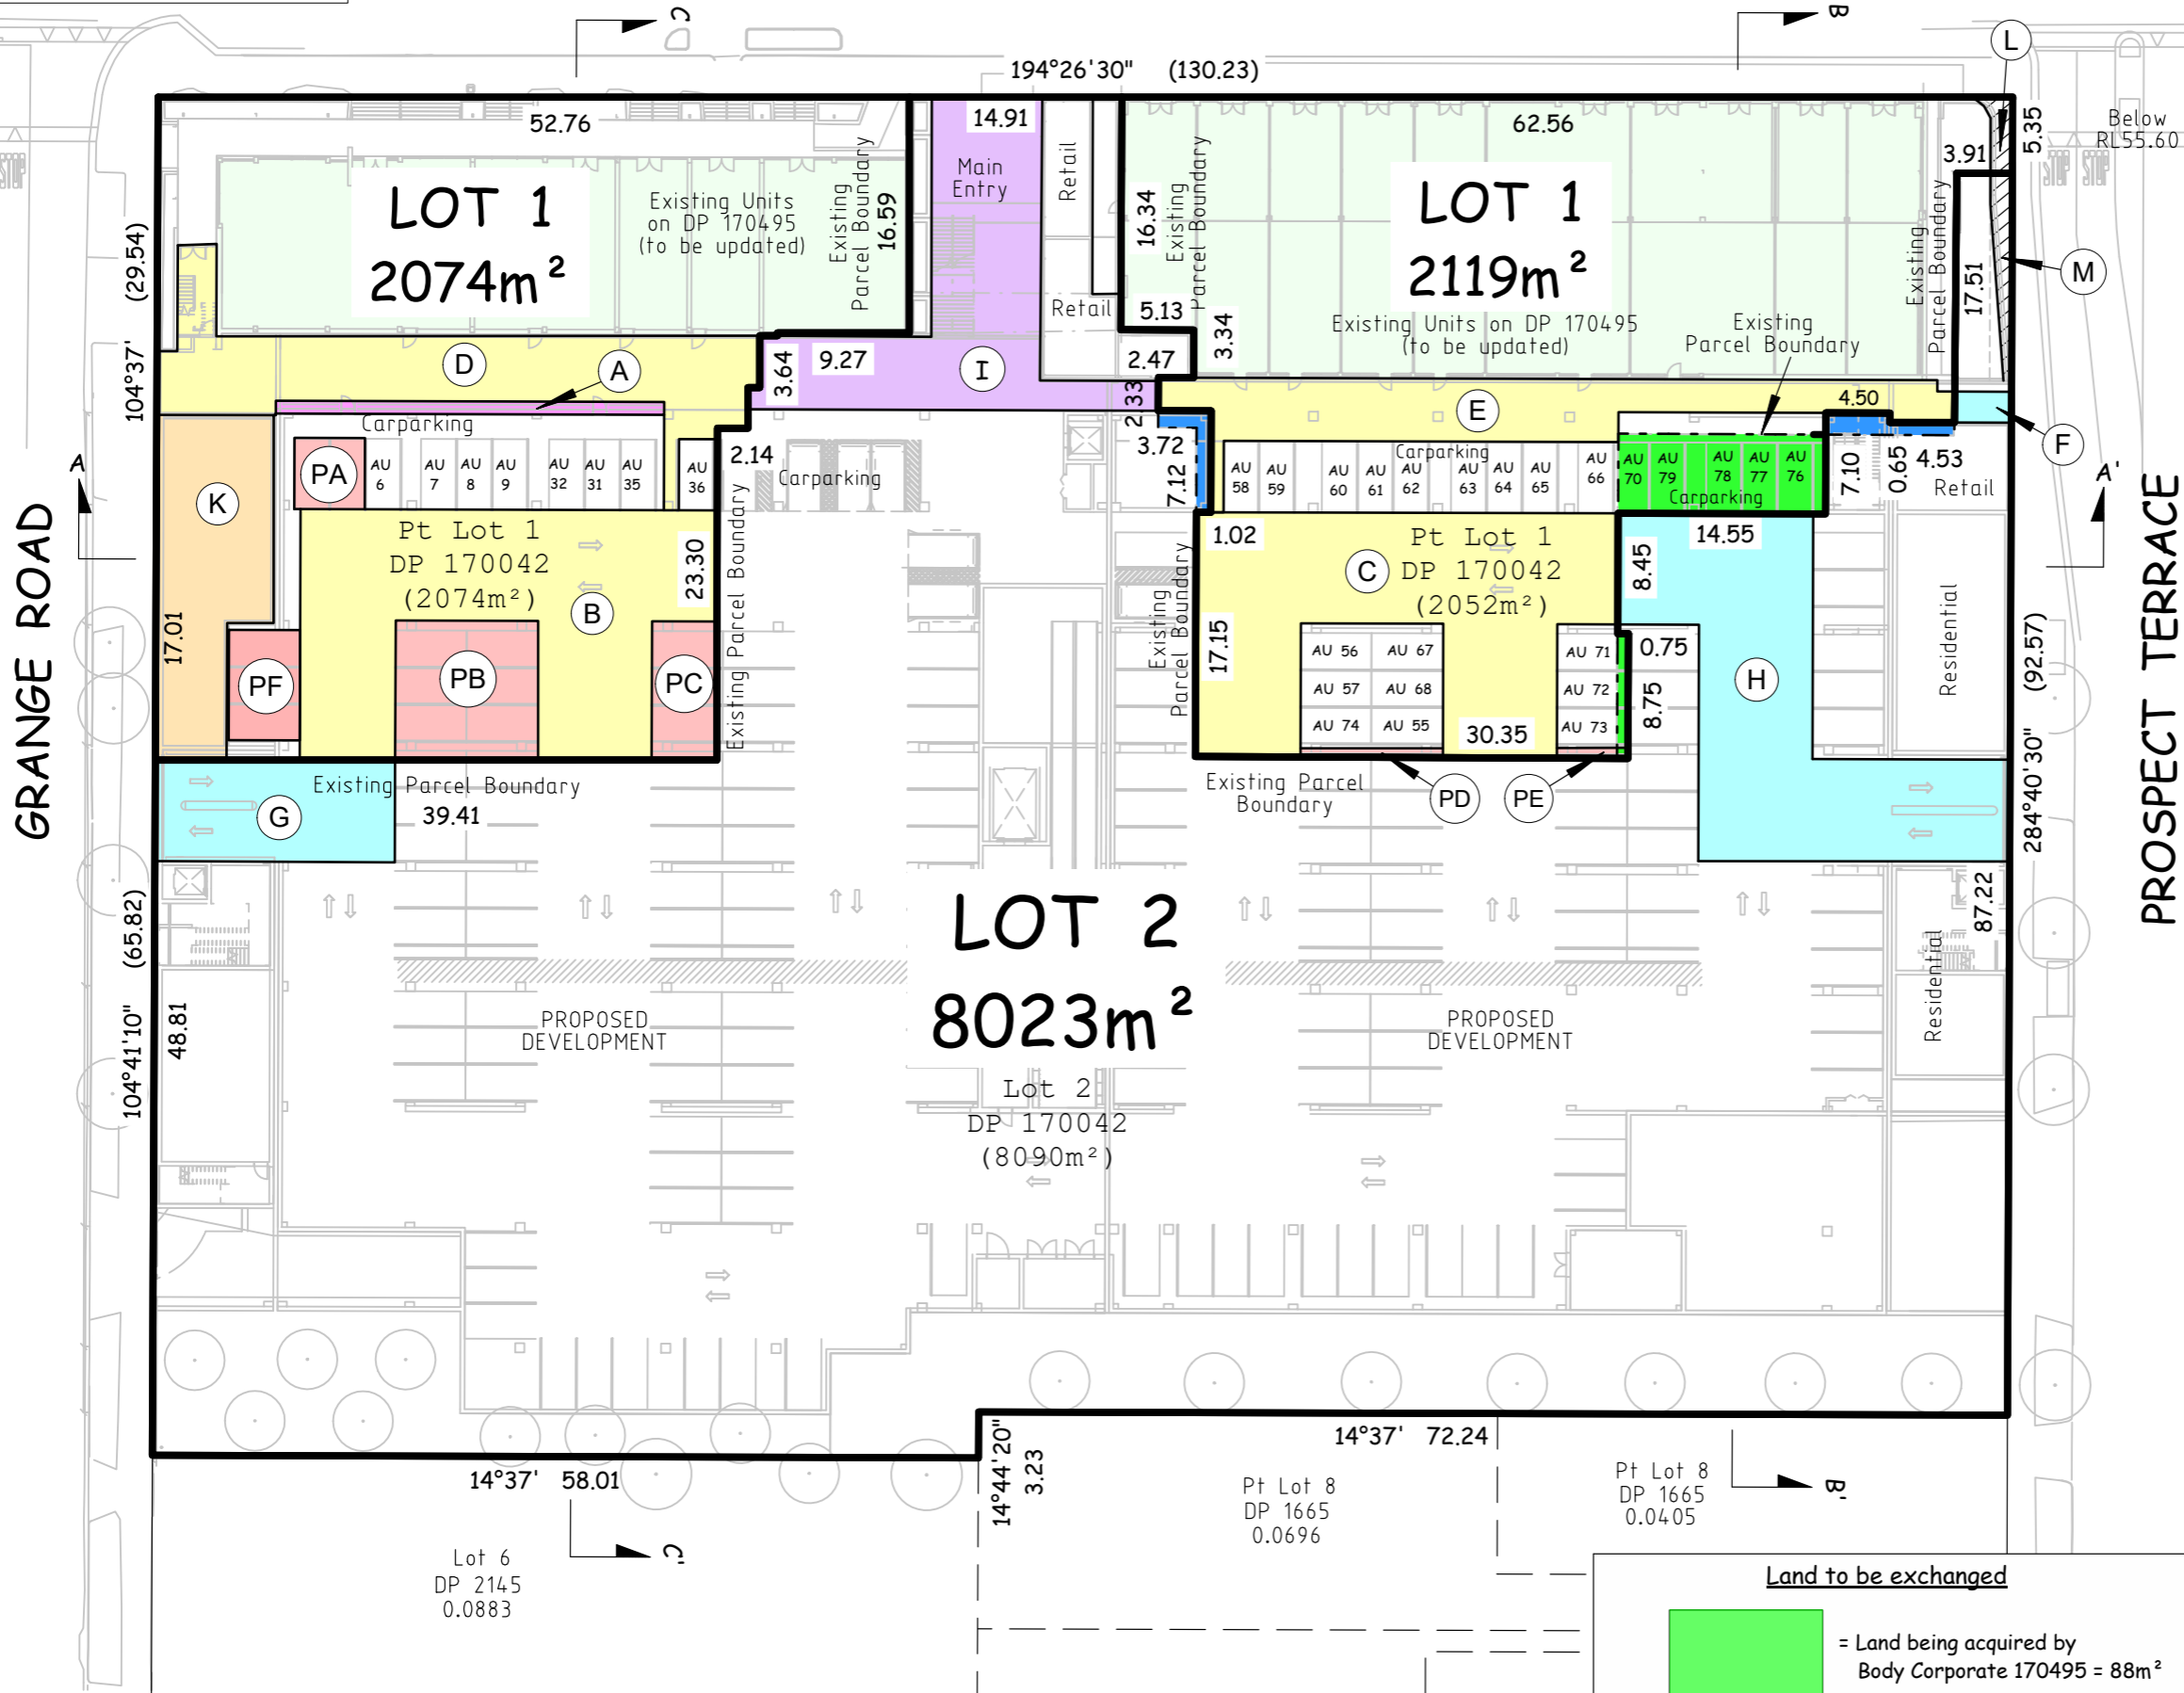 C
B
L
194°26'30" (130.23)
52.76
14.91
62.56
5.35
Below
RL55.60
STOP
STOP
STOP
STOP
Main
Entry
Retail
3.91
LOT 1
2074m²
Existing Units
on DP 170495
(to be updated)
Existing
Parcel Boundary
16.59
16.34
Existing
Parcel Boundary
LOT 1
2119m²
Existing Units on DP 170495
(to be updated)
Existing
Parcel Boundary
Existing
Parcel Boundary
17.51
M
104°37' (29.54)
Retail
5.13
3.34
D
A
3.64
9.27
I
2.47
2.33
E
4.50
F
Carparking
PA
AU
6
AU
7
AU
8
AU
9
AU
32
AU
31
AU
35
AU
36
2.14
Carparking
3.72
7.12
Carparking
AU
58
AU
59
AU
60
AU
61
AU
62
AU
63
AU
64
AU
65
AU
66
AU
70
AU
79
AU
78
AU
77
AU
76
Carparking
7.10
0.65
4.53
Retail
A
A'
K
GRANGE ROAD
PROSPECT TERRACE
Pt Lot 1
DP 170042
(2074m²)
B
23.30
Existing Parcel Boundary
1.02
Pt Lot 1
DP 170042
(2052m²)
C
14.55
8.45
Existing
Parcel Boundary
17.15
17.01
PF
PB
PC
AU 56
AU 67
AU 57
AU 68
AU 74
AU 55
AU 71
AU 72
AU 73
0.75
8.75
H
Residential
30.35
284°40'30" (92.57)
Existing Parcel Boundary
39.41
G
Existing Parcel
Boundary
PD
PE
104°41'10" (65.82)
48.81
87.22
Residential
LOT 2
8023m²
PROPOSED
DEVELOPMENT
PROPOSED
DEVELOPMENT
Lot 2
DP 170042
(8090m²)
14°37' 58.01
14°44'20"
3.23
14°37' 72.24
C'
B'
Lot 6
DP 2145
0.0883
Pt Lot 8
DP 1665
0.0696
Pt Lot 8
DP 1665
0.0405
Land to be exchanged
= Land being acquired by
Body Corporate 170495 = 88m²